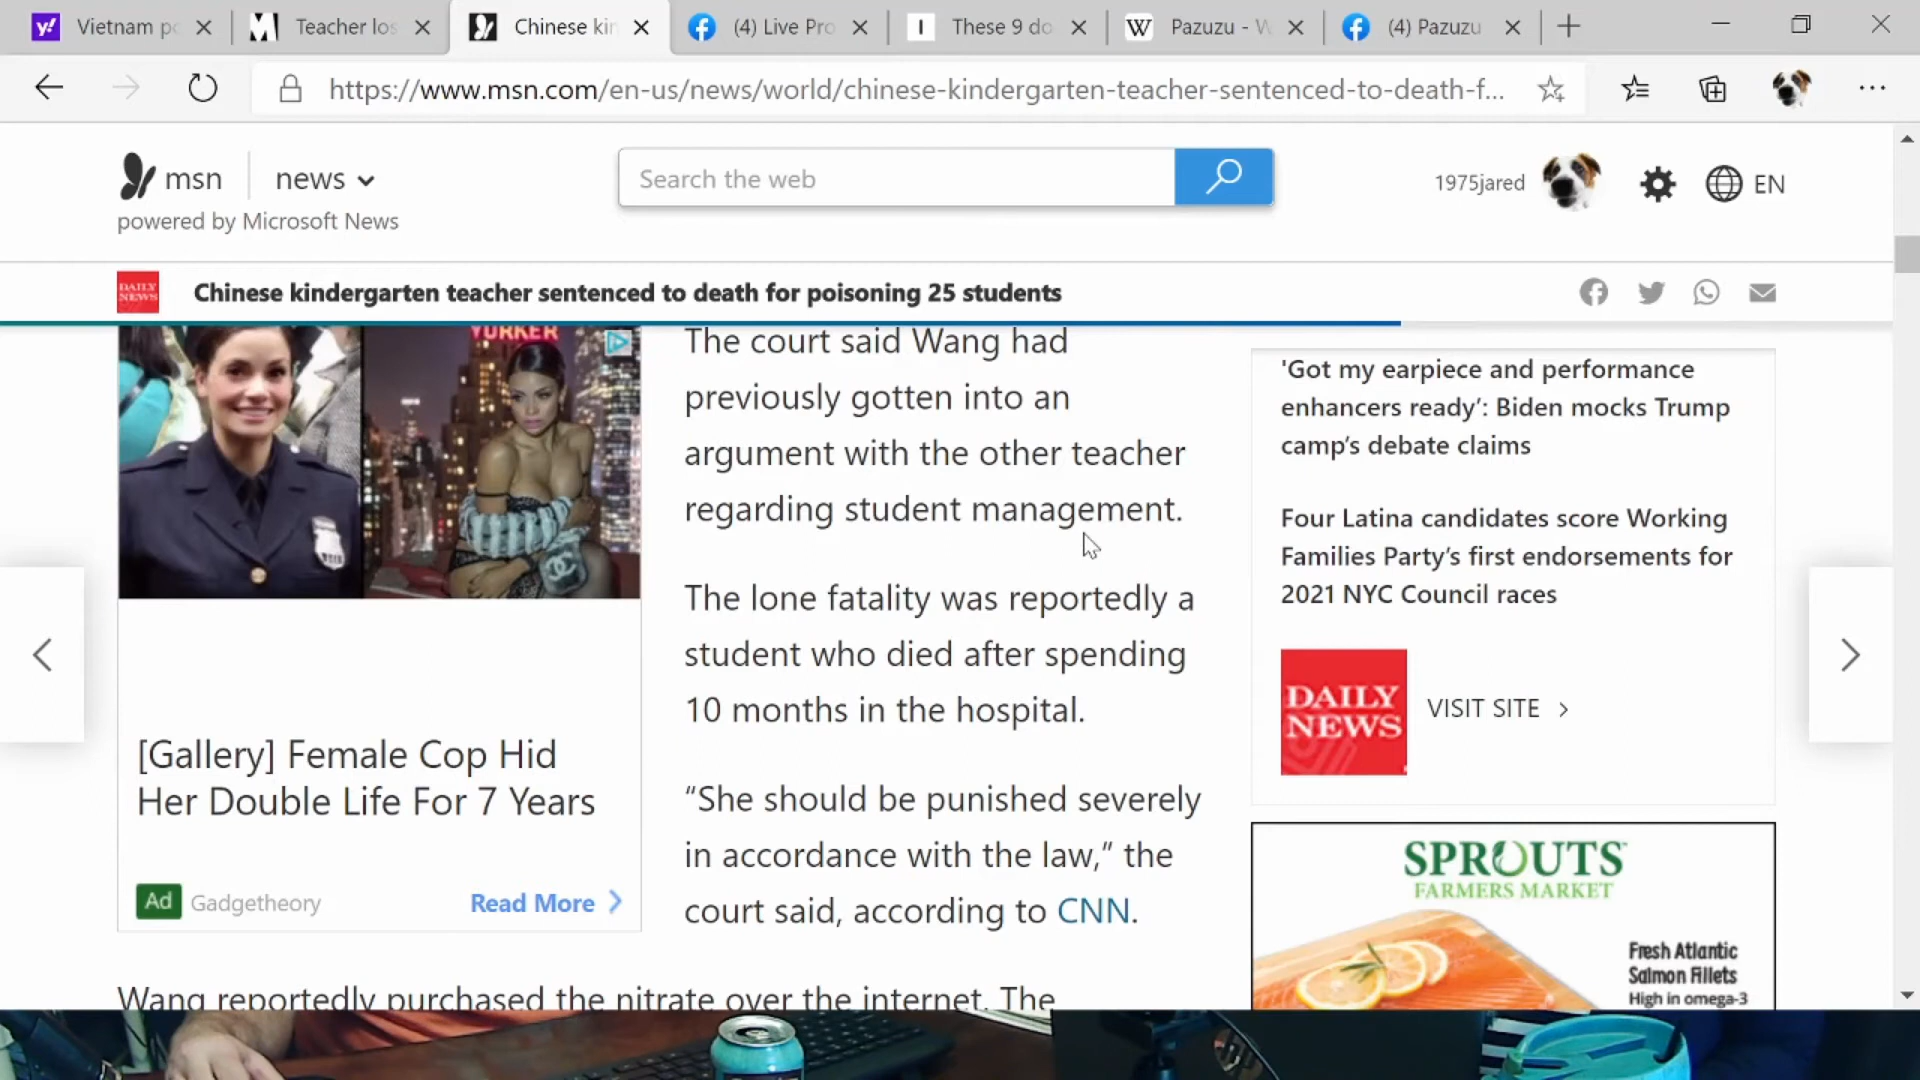 Vietnam po
Teacher los
Chinese kin
(4) Live Pro
These 9 do
Pazuzu - W
(4) Pazuzu
https://www.msn.com/en-us/news/world/chinese-kindergarten-teacher-sentenced-to-death-f...
msn
news
powered by Microsoft News
Search the web
1975jared
EN
DAILY
NEWS
Chinese kindergarten teacher sentenced to death for poisoning 25 students
YORKER
[Gallery] Female Cop Hid
Her Double Life For 7 Years
Ad
Gadgetheory
Read More
The court said Wang had
previously gotten into an
argument with the other teacher
regarding student management.
The lone fatality was reportedly a
student who died after spending
10 months in the hospital.
“She should be punished severely
in accordance with the law,” the
court said, according to CNN.
Wang reportedly purchased the nitrate over the internet. The
'Got my earpiece and performance
enhancers ready’: Biden mocks Trump
camp’s debate claims
Four Latina candidates score Working
Families Party’s first endorsements for
2021 NYC Council races
DAILY
NEWS
VISIT SITE
SPROUTS
FARMERS MARKET
Fresh Atlantic
Salmon Fillets
High in omega-3